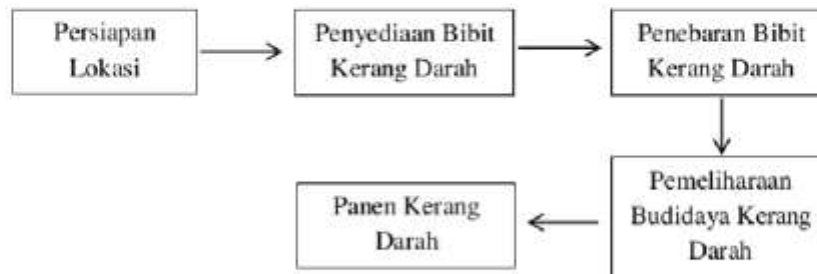 Persiapan
Lokasi
Penyediaan Bibit
Kerang Darah
Penebaran Bibit
Kerang Darah
Pemeliharaan
Budidaya Kerang
Darah
Panen Kerang
Darah